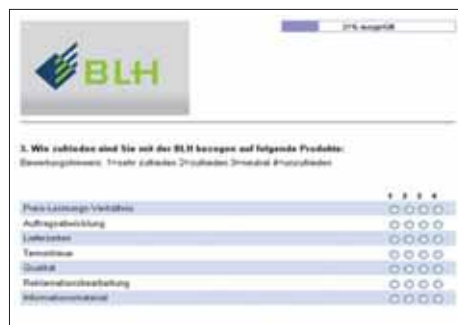 21% ausgefüllt
BLH
3. Wie zufrieden sind Sie mit der BLH bezogen auf folgende Produkte:
Bewertungshinweis: 1=sehr zufrieden 2=zufrieden 3=neutral 4=unzufrieden
1 2 3 4
Preis-Leistungs-Verhältnis
Auftragsabwicklung
Lieferzeiten
Termintreue
Qualität
Reklamationsbearbeitung
Informationsmaterial